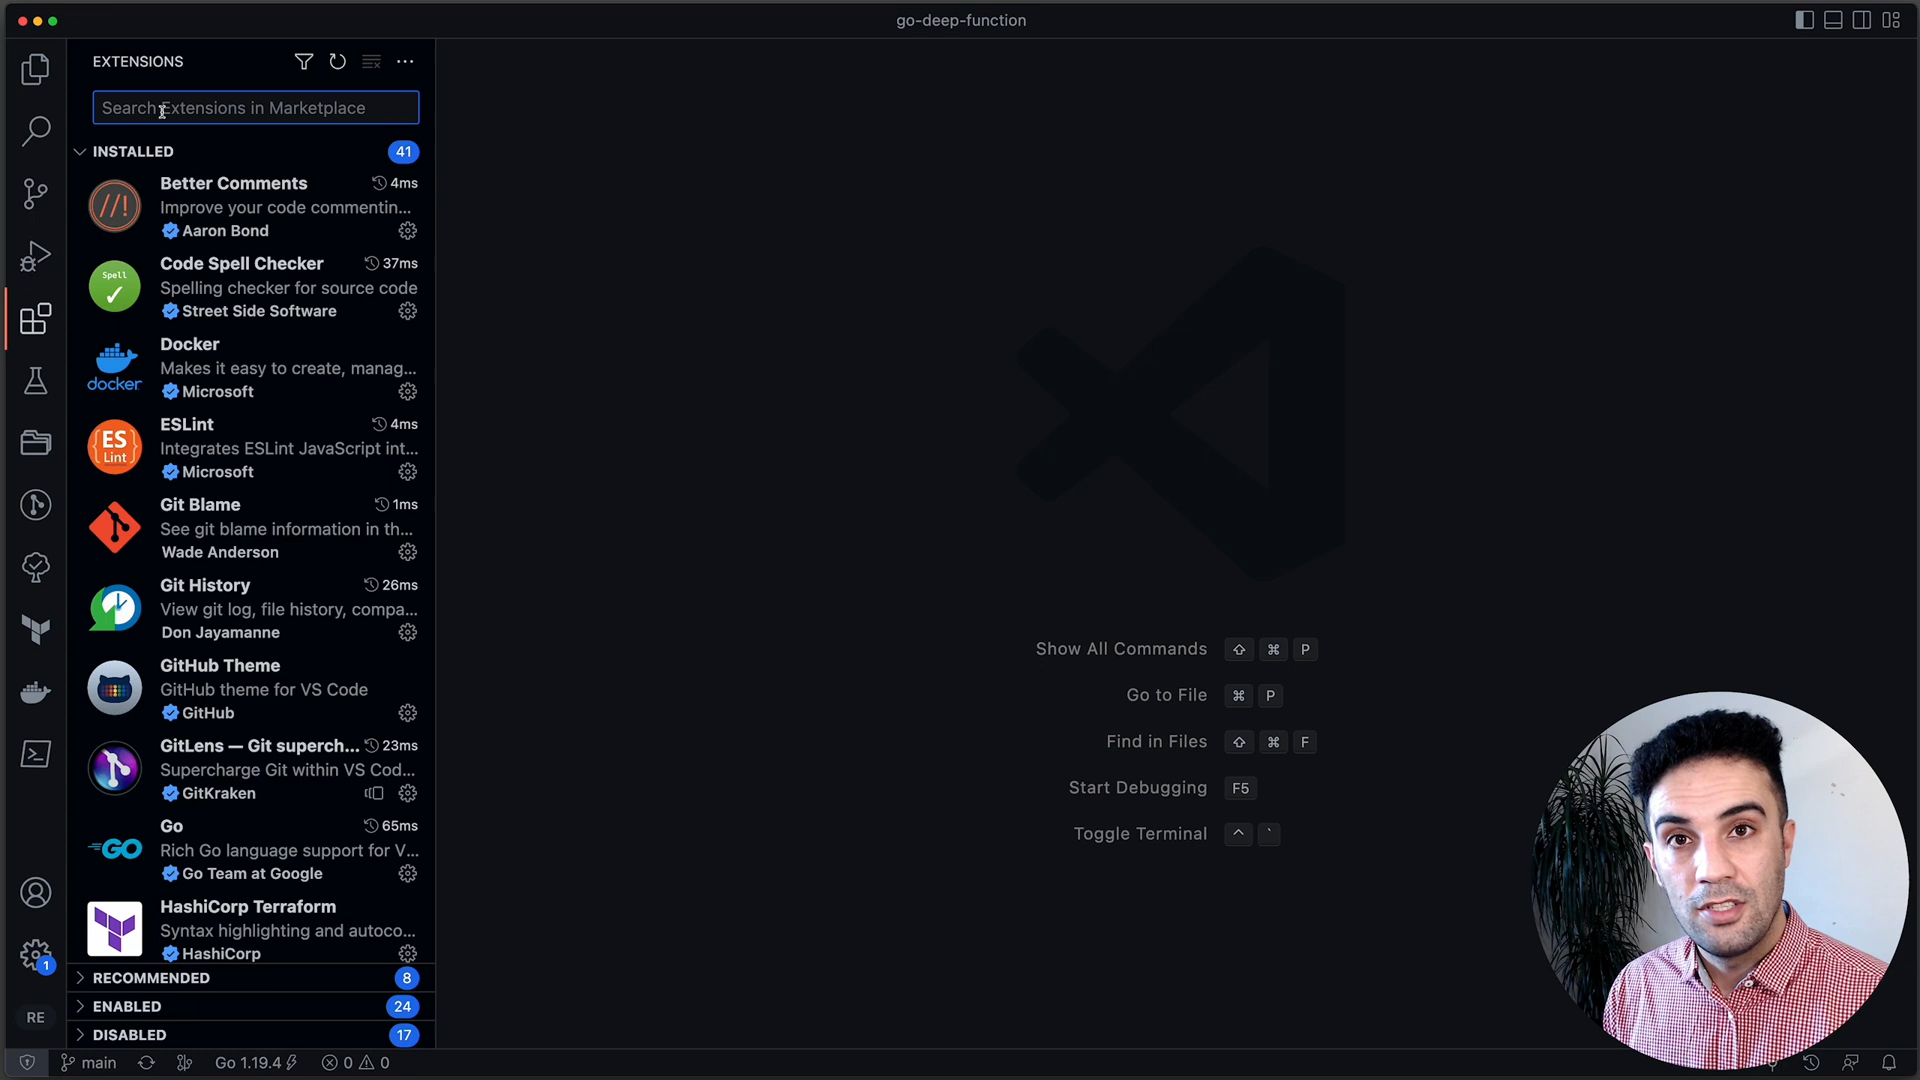 go-deep-function
EXTENSIONS
Search Extensions in Marketplace
INSTALLED 41
Better Comments 4ms
Improve your code commentin...
Aaron Bond
Spell
Code Spell Checker 37ms
Spelling checker for source code
Street Side Software
Docker
Makes it easy to create, manag...
docker
Microsoft
ESLint 4ms
ES
Lint
Integrates ESLint JavaScript int...
Microsoft
Git Blame 1ms
See git blame information in th...
Wade Anderson
Git History 26ms
View git log, file history, compa...
Don Jayamanne
GitHub Theme
GitHub theme for VS Code
GitHub
GitLens — Git superch... 23ms
Supercharge Git within VS Cod...
GitKraken
Go 65ms
GO
Rich Go language support for V...
Go Team at Google
HashiCorp Terraform
Syntax highlighting and autoco...
HashiCorp
RECOMMENDED 8
ENABLED 24
DISABLED 17
1
RE
main
Go 1.19.4
0 0
Show All Commands ⇧ ⌘ P
Go to File ⌘ P
Find in Files ⇧ ⌘ F
Start Debugging F5
Toggle Terminal ^ `